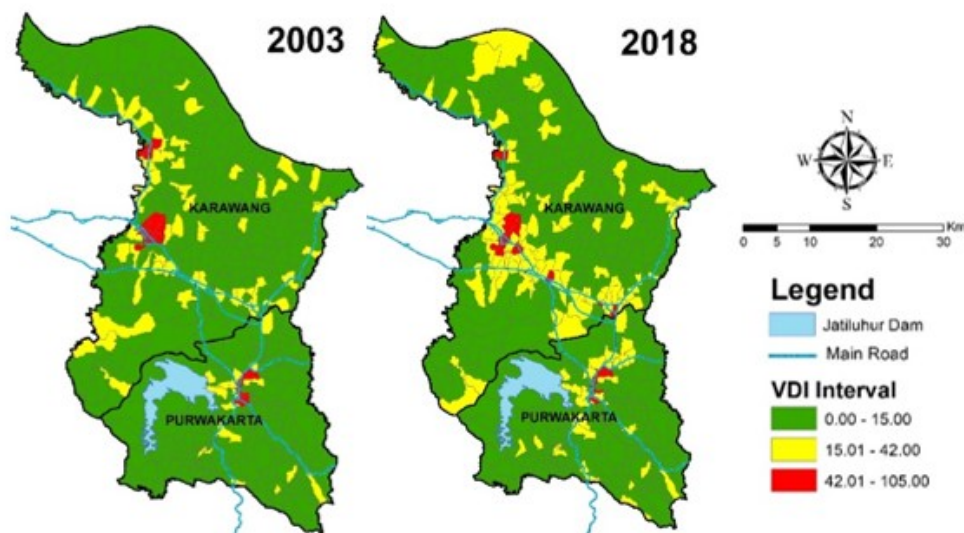 2003
2018
KARAWANG
PURWAKARTA
KARAWANG
PURWAKARTA
N
W E
S
Km
0 5 10 20 30
Legend
Jatiluhur Dam
Main Road
VDI Interval
0.00 - 15.00
15.01 - 42.00
42.01 - 105.00